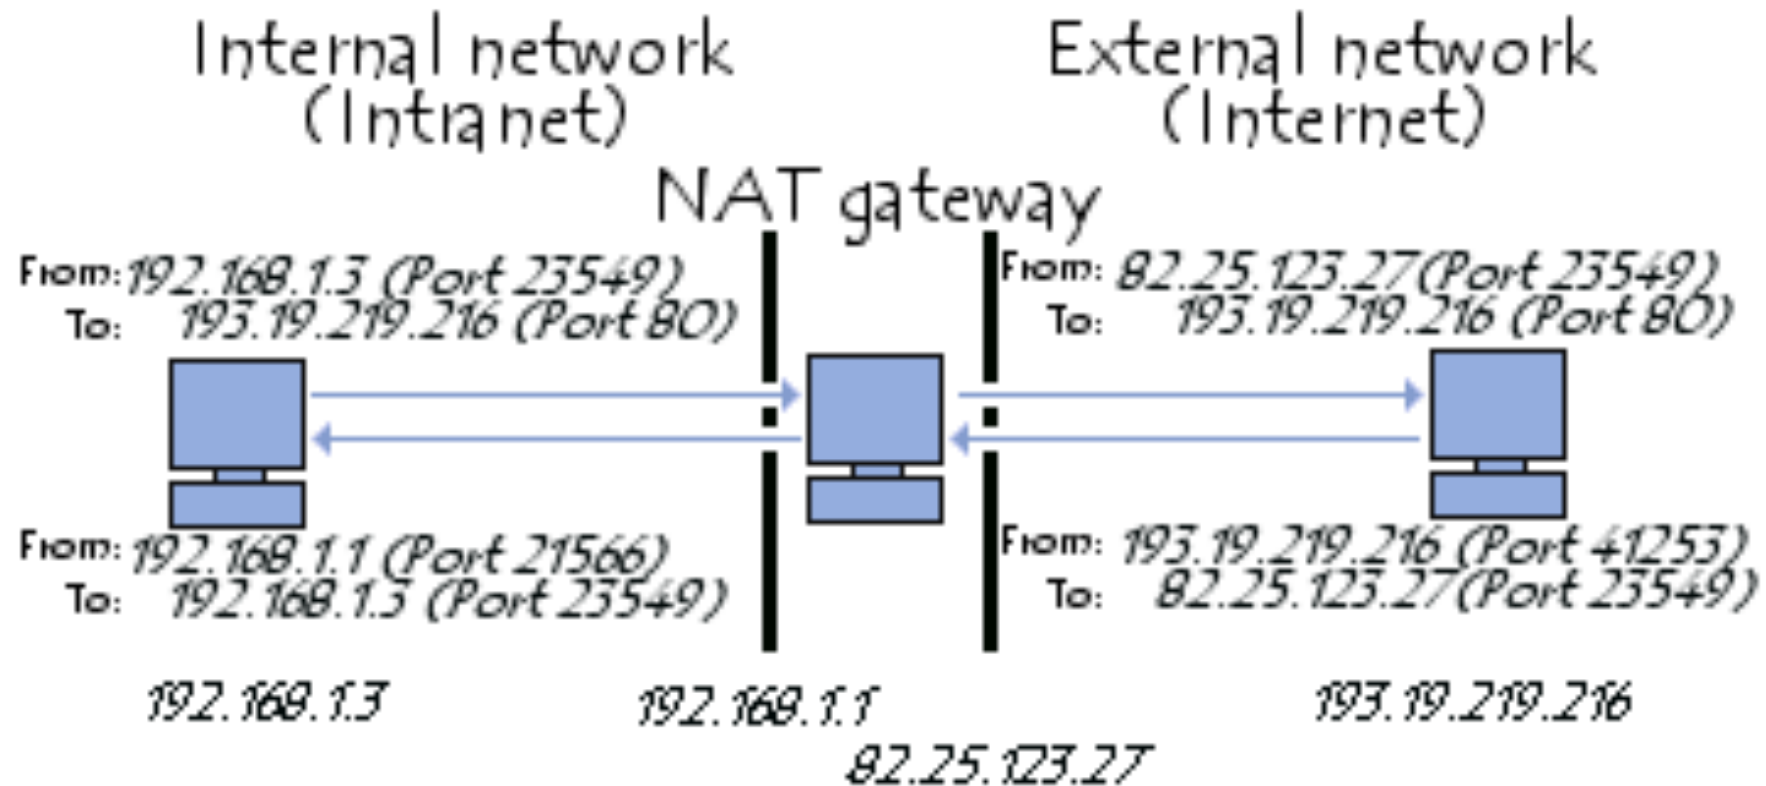 Internal network
(Intranet)
External network
(Internet)
NAT gateway
From: 192.168.1.3 (Port 23549)
To: 193.19.219.216 (Port 80)
From: 82.25.123.27 (Port 23549)
To: 193.19.219.216 (Port 80)
From: 192.168.1.1 (Port 21566)
To: 192.168.1.3 (Port 23549)
From: 193.19.219.216 (Port 41253)
To: 82.25.123.27 (Port 23549)
192.168.1.3
192.168.1.1
82.25.123.27
193.19.219.216